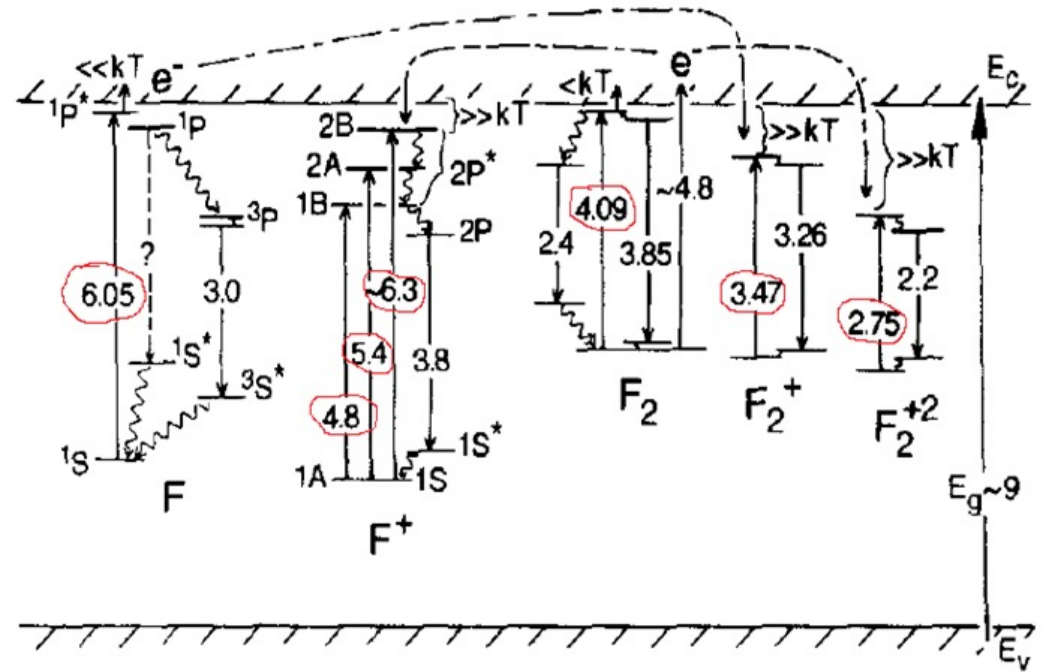 <<kT
e⁻
<kT
e
E_c
¹P*
¹P
2B
>>kT
>>kT
>>kT
2A
2P*
1B
³P
2P
~4.8
4.09
2.4
3.85
3.26
?
6.05
3.0
~6.3
3.47
2.2
2.75
5.4
3.8
¹S*
³S*
4.8
F₂
F₂⁺
F₂⁺²
¹S
1S*
1A
1S
F
F⁺
E_g~9
E_v